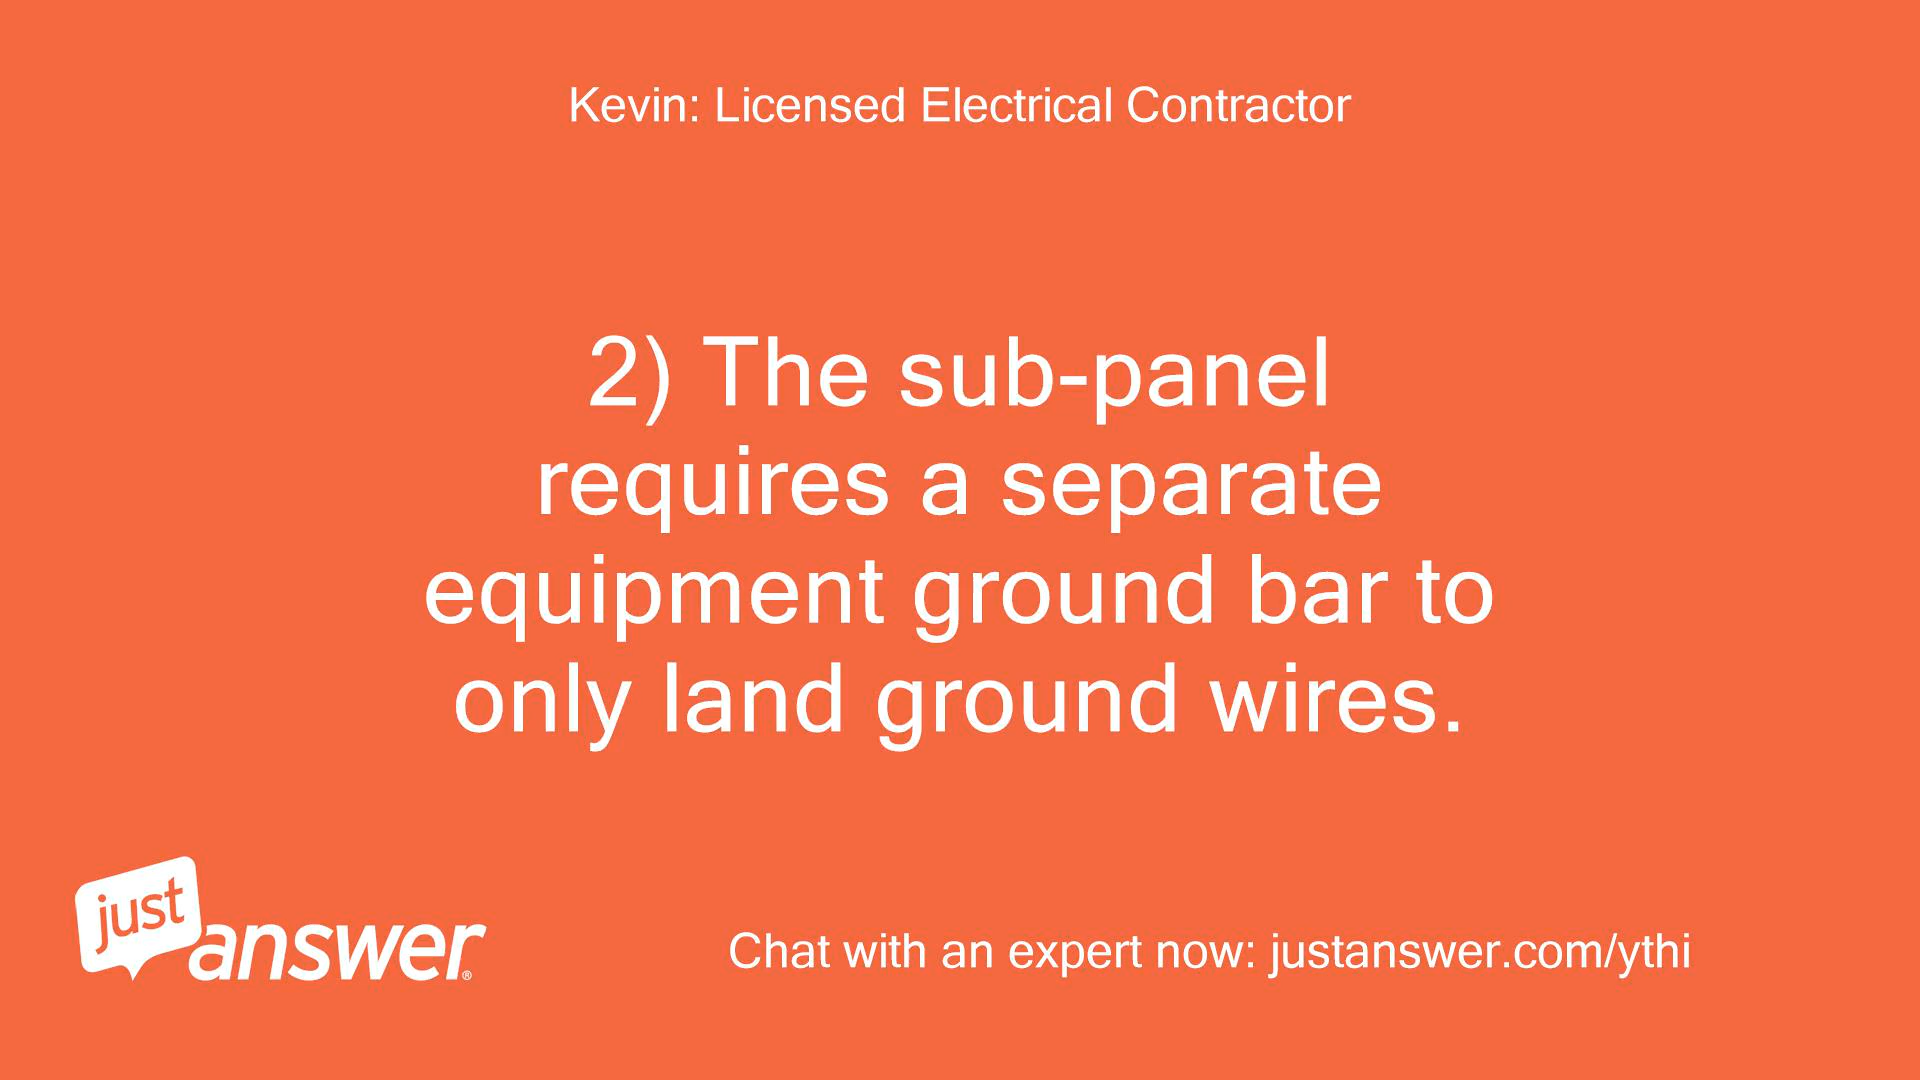 Kevin: Licensed Electrical Contractor
2) The sub-panel
requires a separate
equipment ground bar to
only land ground wires.
just
answer®
Chat with an expert now: justanswer.com/ythi